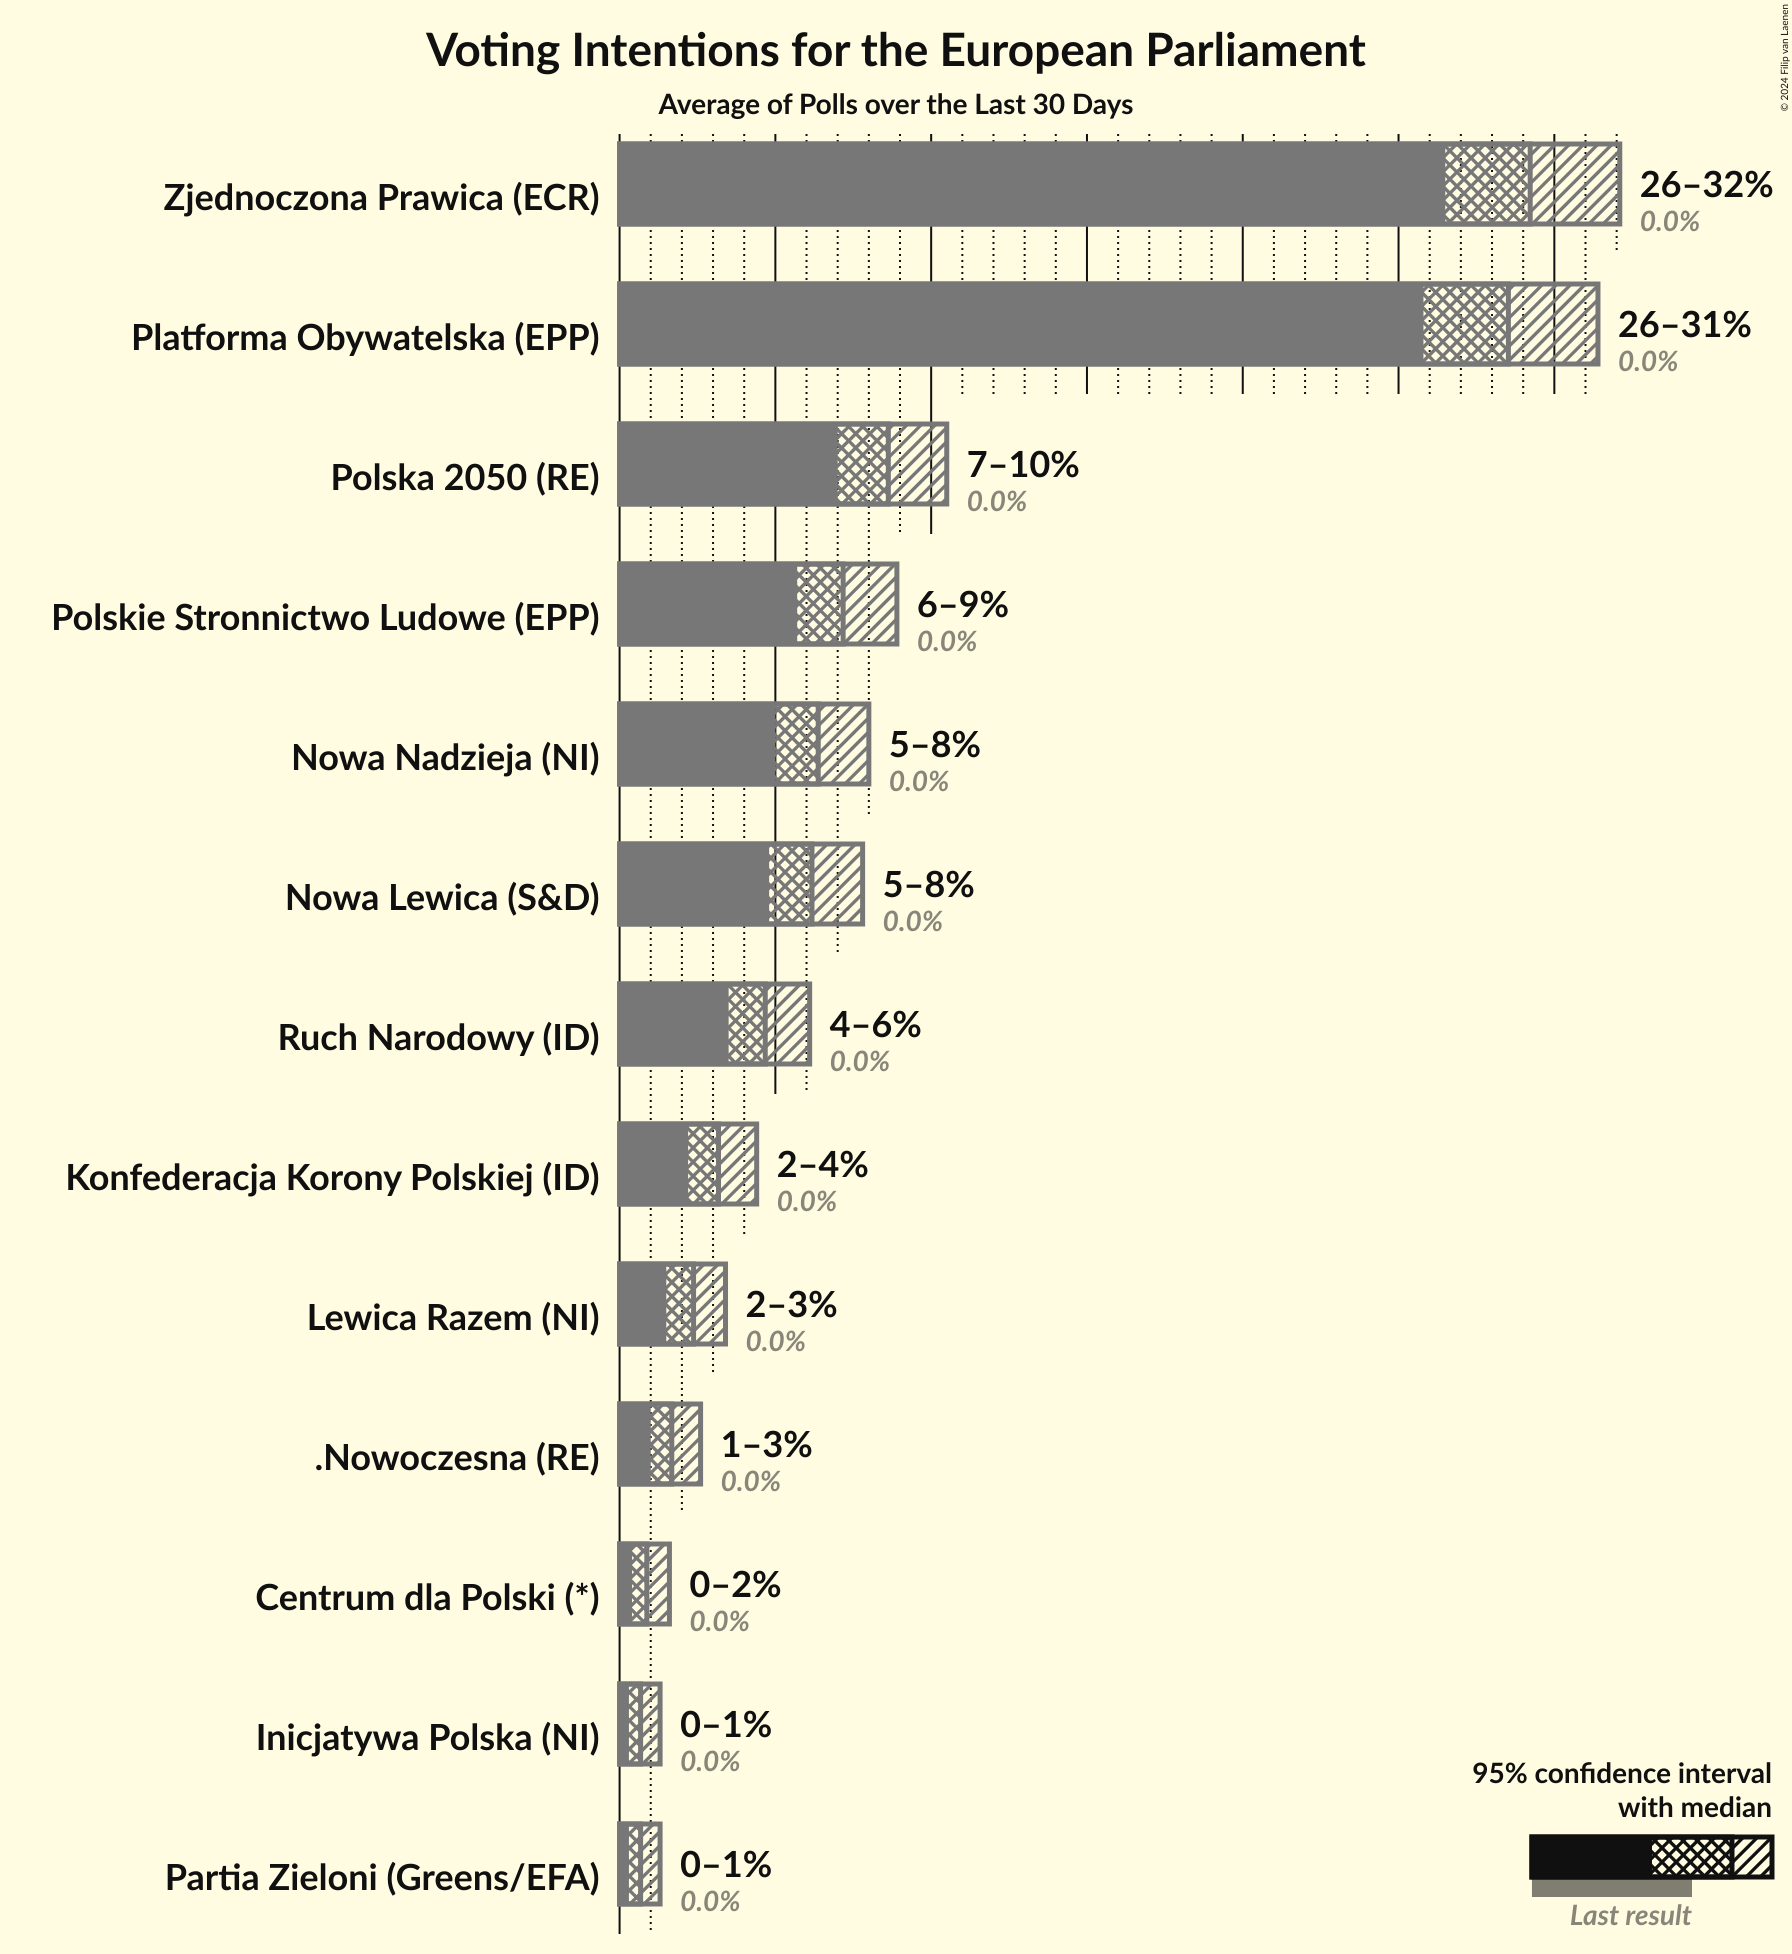 Voting Intentions for the European Parliament
Average of Polls over the Last 30 Days
© 2024 Filip van Laenen
Zjednoczona Prawica (ECR)
26–32%
0.0%
Platforma Obywatelska (EPP)
26–31%
0.0%
Polska 2050 (RE)
7–10%
0.0%
Polskie Stronnictwo Ludowe (EPP)
6–9%
0.0%
Nowa Nadzieja (NI)
5–8%
0.0%
Nowa Lewica (S&D)
5–8%
0.0%
Ruch Narodowy (ID)
4–6%
0.0%
Konfederacja Korony Polskiej (ID)
2–4%
0.0%
Lewica Razem (NI)
2–3%
0.0%
.Nowoczesna (RE)
1–3%
0.0%
Centrum dla Polski (*)
0–2%
0.0%
Inicjatywa Polska (NI)
0–1%
0.0%
Partia Zieloni (Greens/EFA)
0–1%
0.0%
95% confidence interval
with median
Last result